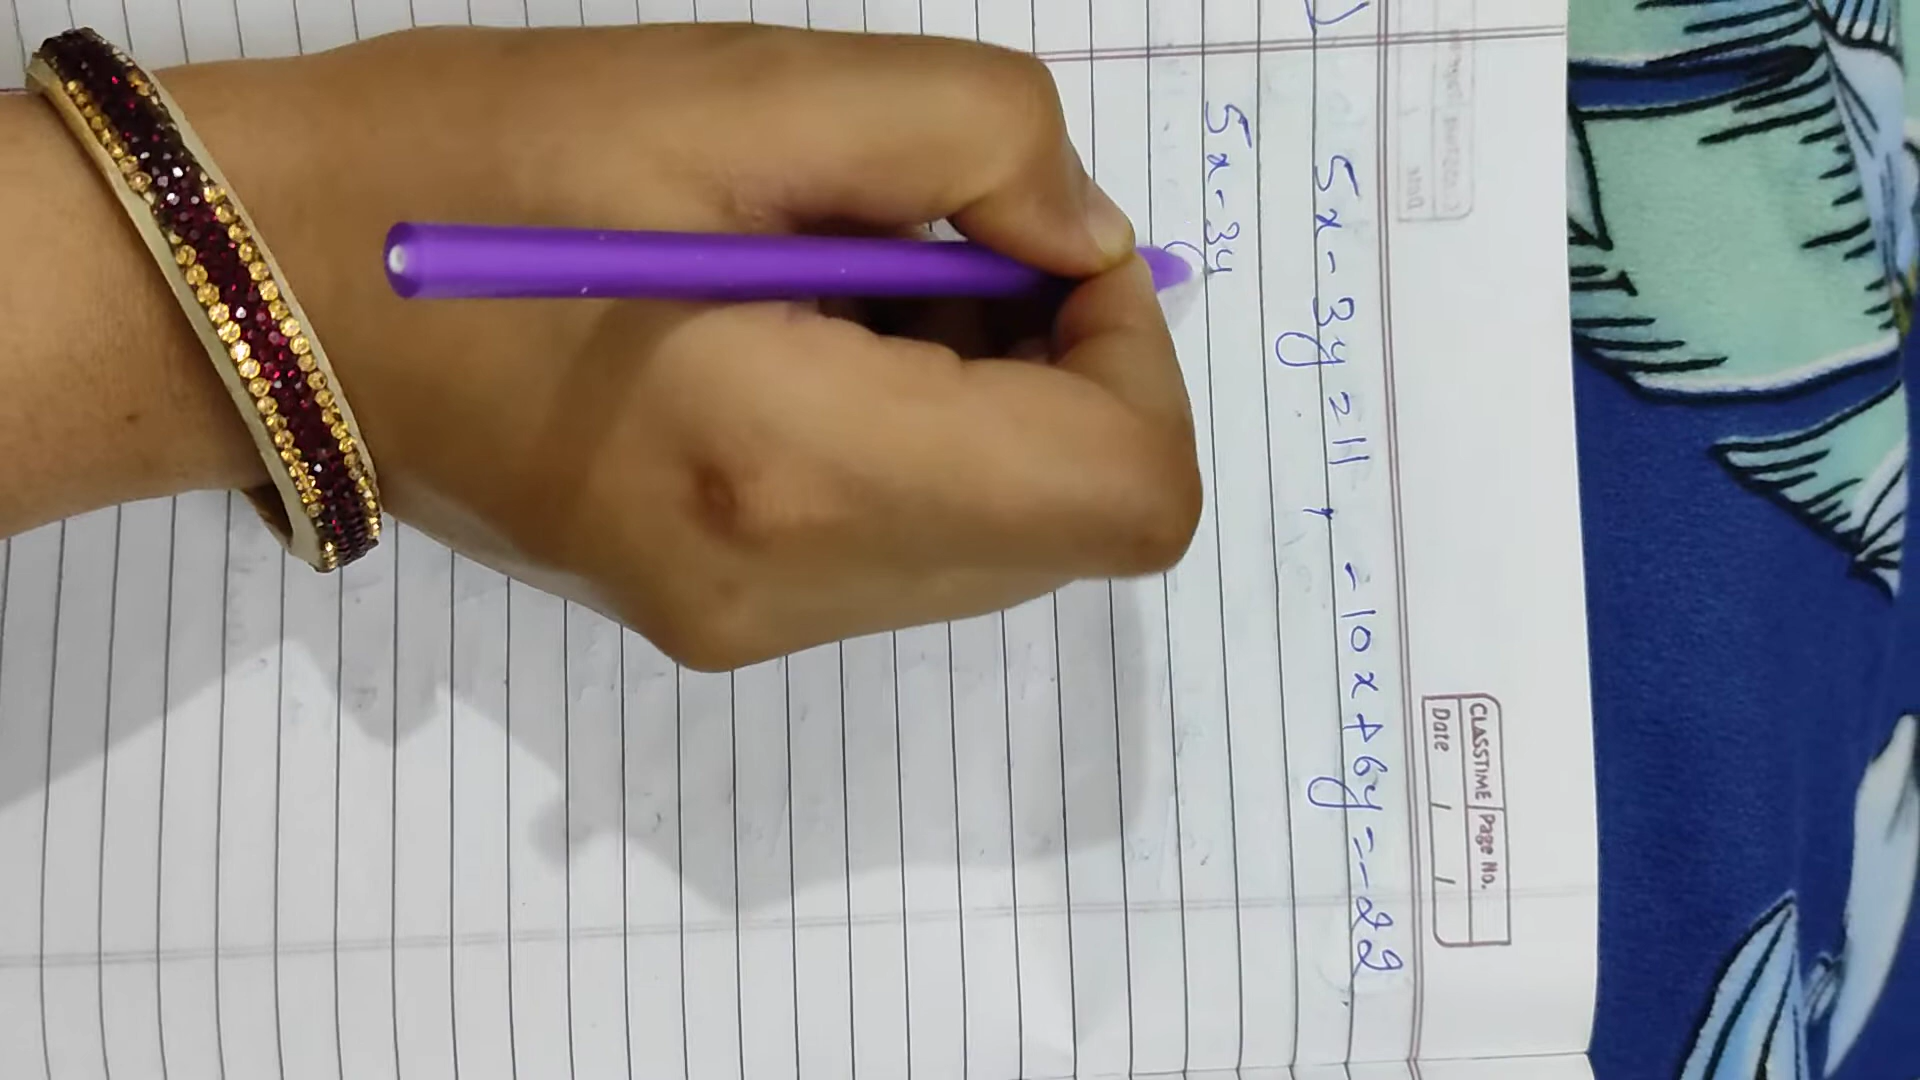 CLASSTIME Page No.
Date / /
5x - 3y = 11 , -10x + 6y = -22
5x - 3y